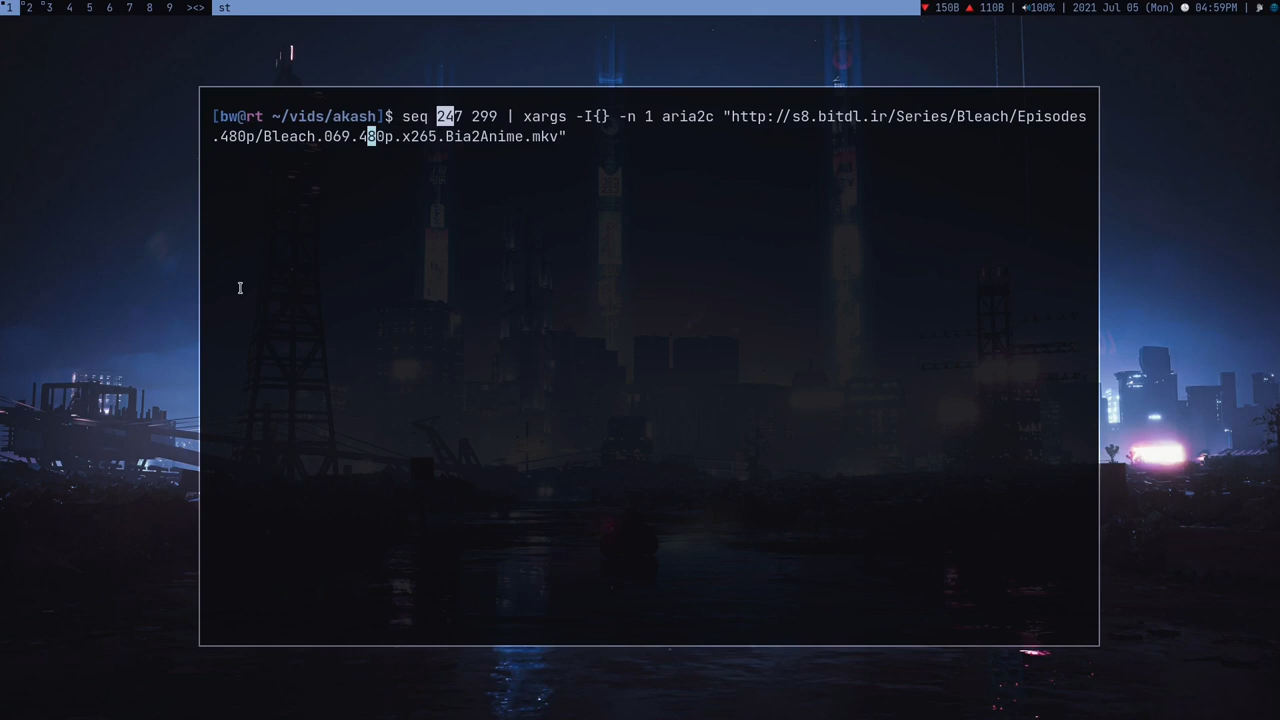 1 2 3 4 5 6 7 8 9 ><> st 150B 110B | 100% | 2021 Jul 05 (Mon) 04:59PM |
[bw@rt ~/vids/akash]$ seq 247 299 | xargs -I{} -n 1 aria2c "http://s8.bitdl.ir/Series/Bleach/Episodes
.480p/Bleach.069.480p.x265.Bia2Anime.mkv"